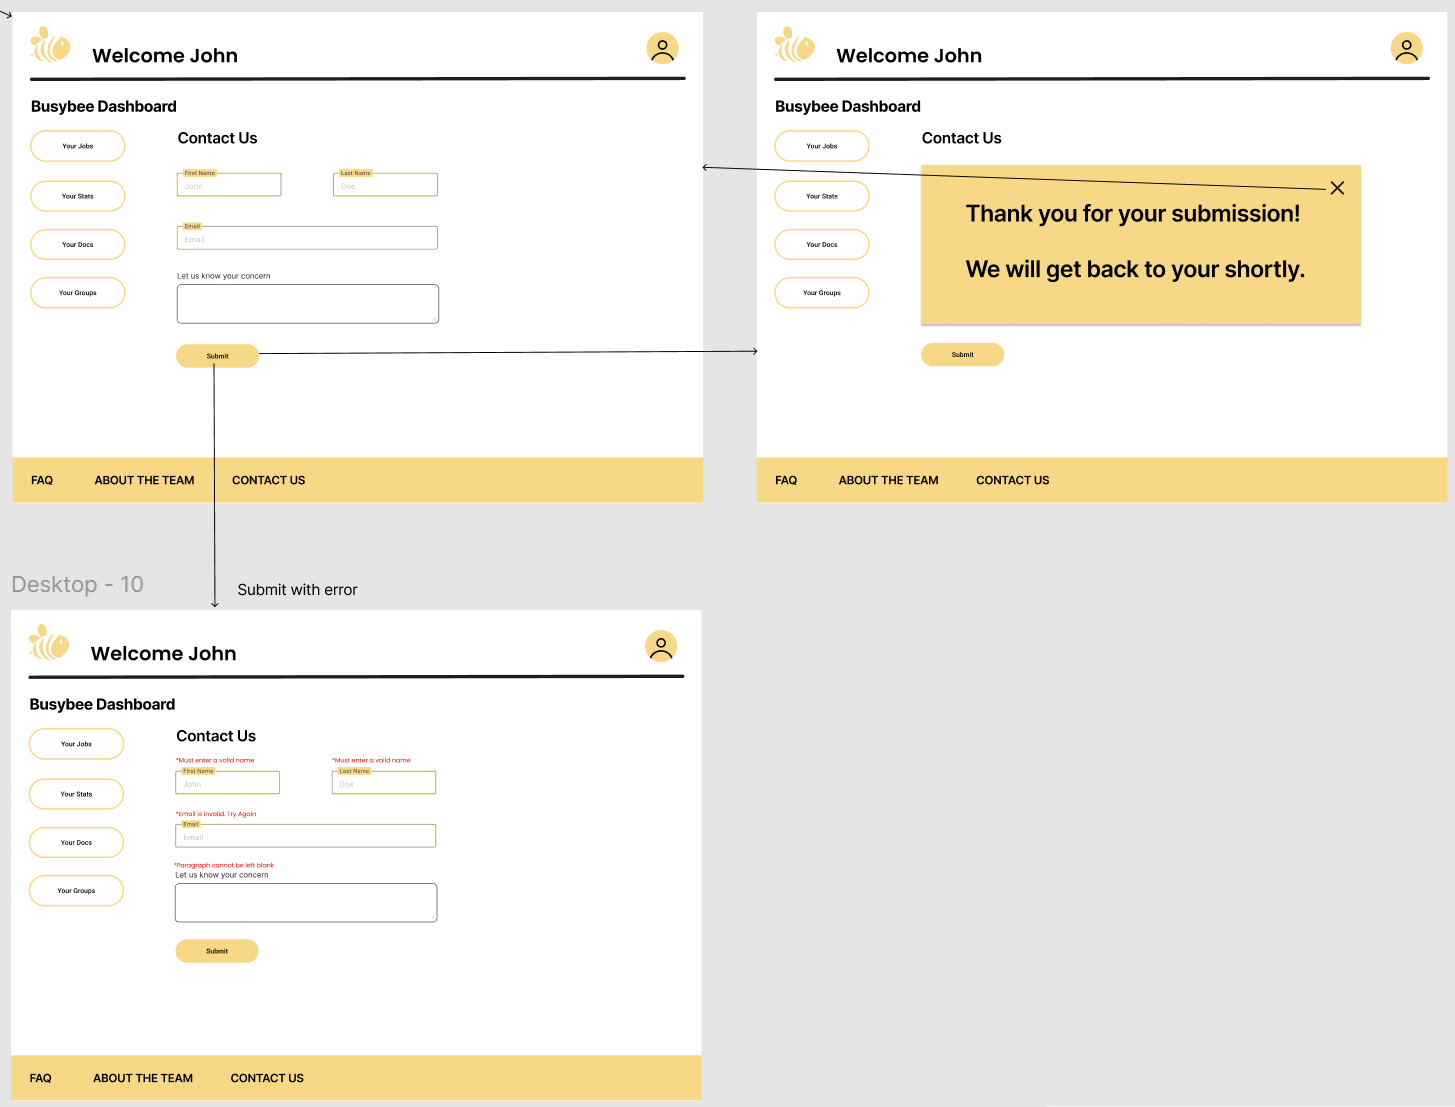 Welcome John
Busybee Dashboard
Your Jobs
Your Stats
Your Docs
Your Groups
Contact Us
First Name
John
Last Name
Doe
Email
Email
Let us know your concern
Submit
FAQ
ABOUT THE TEAM
CONTACT US
Welcome John
Busybee Dashboard
Your Jobs
Your Stats
Your Docs
Your Groups
Contact Us
Thank you for your submission!
We will get back to your shortly.
Submit
FAQ
ABOUT THE TEAM
CONTACT US
Desktop - 10
Submit with error
Welcome John
Busybee Dashboard
Your Jobs
Your Stats
Your Docs
Your Groups
Contact Us
*Must enter a valid name
First Name
John
*Must enter a valid name
Last Name
Doe
*Email is invalid. Try Again
Email
Email
*Paragraph cannot be left blank
Let us know your concern
Submit
FAQ
ABOUT THE TEAM
CONTACT US